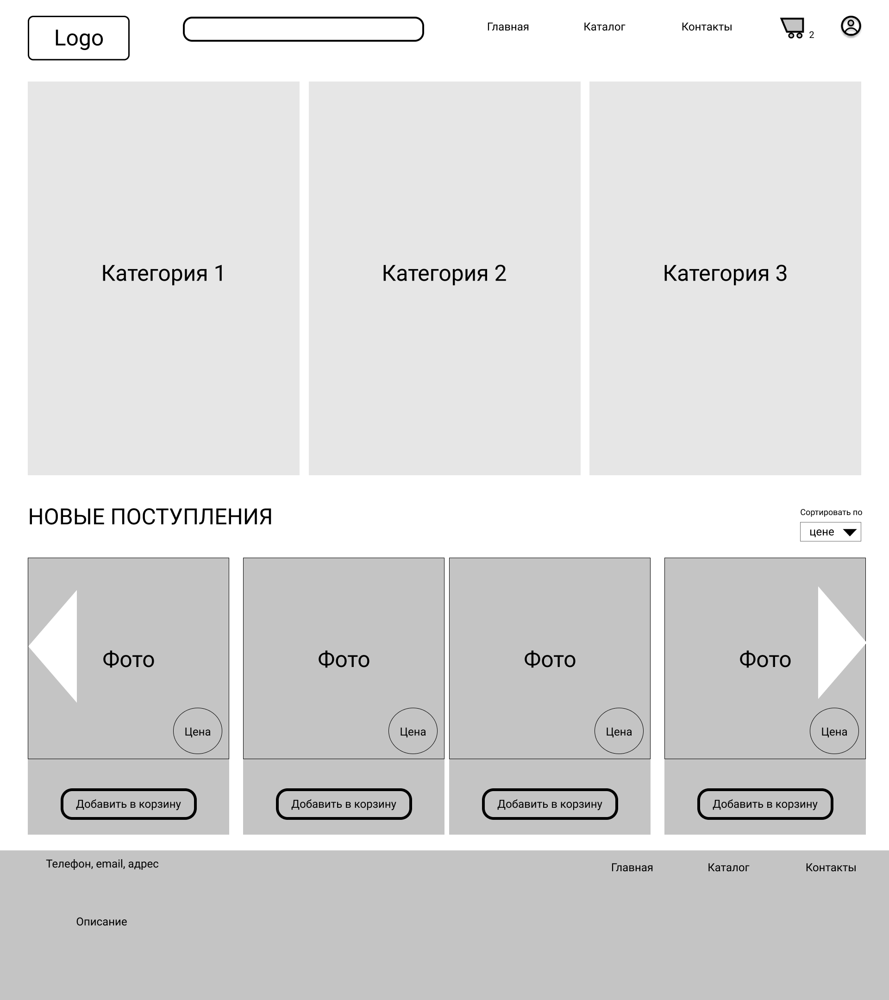 Logo
Главная
Каталог
Контакты
2
Категория 1
Категория 2
Категория 3
НОВЫЕ ПОСТУПЛЕНИЯ
Сортировать по
цене
Фото
Фото
Фото
Фото
Цена
Цена
Цена
Цена
Добавить в корзину
Добавить в корзину
Добавить в корзину
Добавить в корзину
Телефон, email, адрес
Главная
Каталог
Контакты
Описание